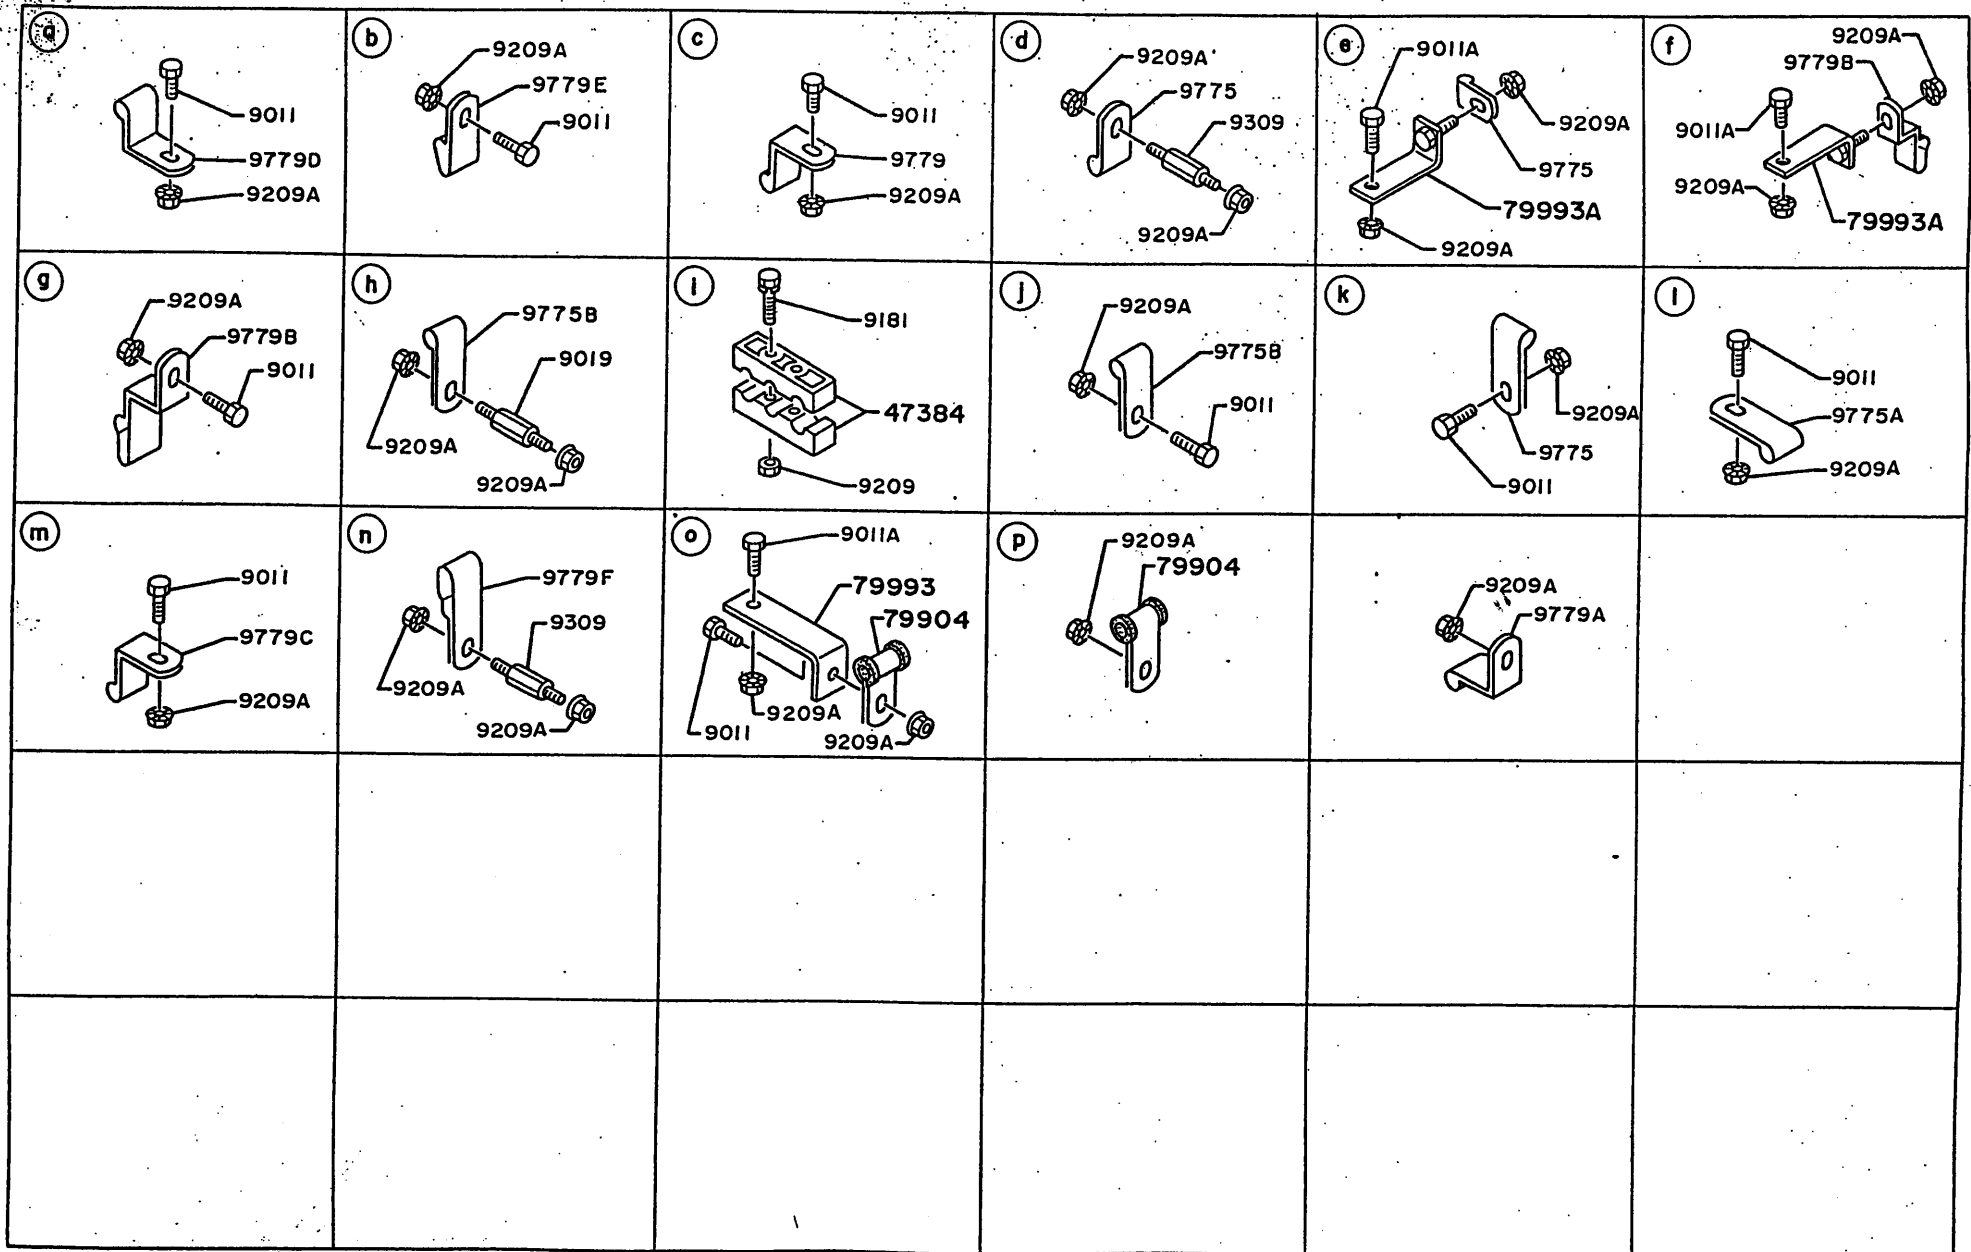 a
9011
9779D
9209A
b
9209A
9779E
9011
c
9011
9779
9209A
d
9209A
9775
9309
9209A
e
9011A
9209A
9775
79993A
9209A
f
9209A
9779B
9011A
9209A
79993A
g
9209A
9779B
9011
h
9775B
9019
9209A
9209A
i
9181
47384
9209
j
9209A
9775B
9011
k
9209A
9775
9011
l
9011
9775A
9209A
m
9011
9779C
9209A
n
9779F
9309
9209A
9209A
o
9011A
79993
79904
9209A
9011
9209A
p
9209A
79904
9209A
9779A